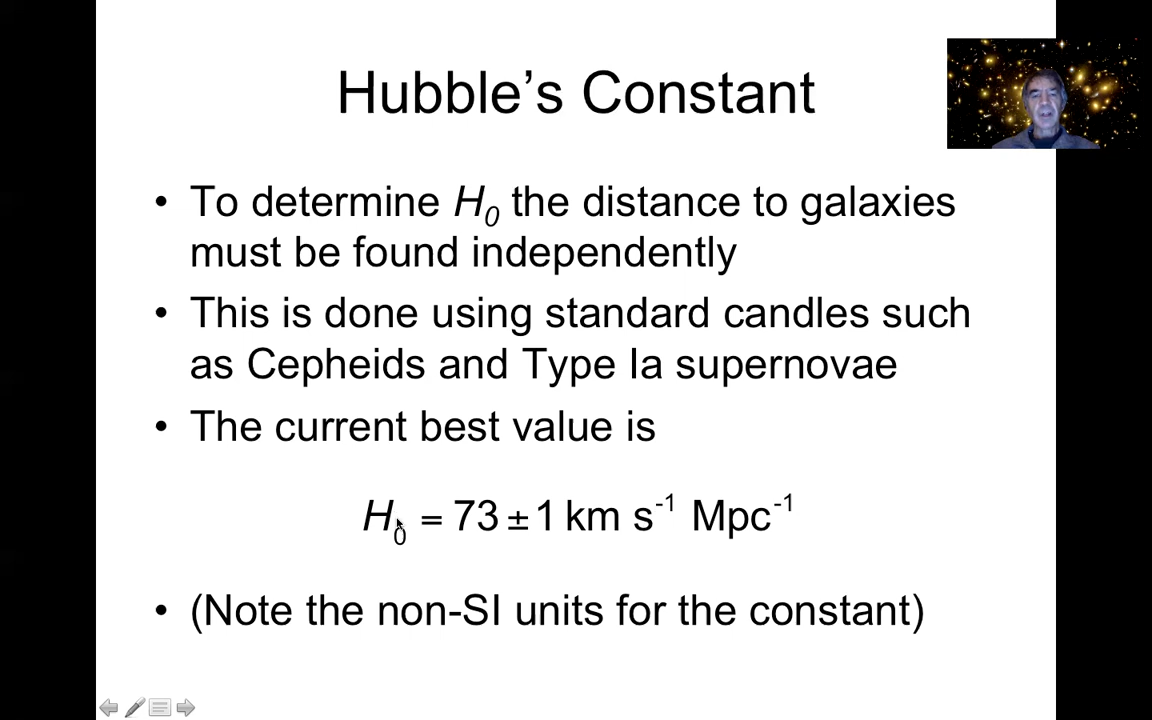 Hubble’s Constant
• To determine H₀ the distance to galaxies
must be found independently
• This is done using standard candles such
as Cepheids and Type Ia supernovae
• The current best value is
H₀ = 73 ± 1 km s⁻¹ Mpc⁻¹
• (Note the non-SI units for the constant)